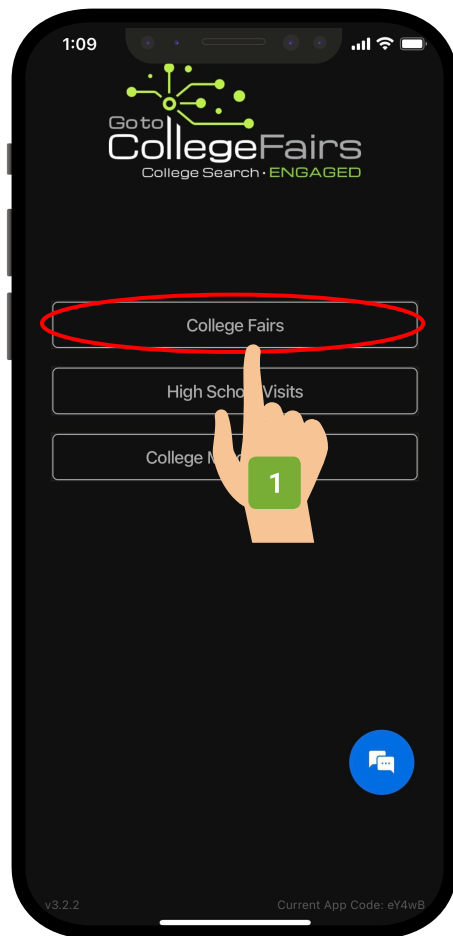 1:09
Go to
CollegeFairs
College Search · ENGAGED
College Fairs
High School Visits
College
1
v3.2.2
Current App Code: eY4wB